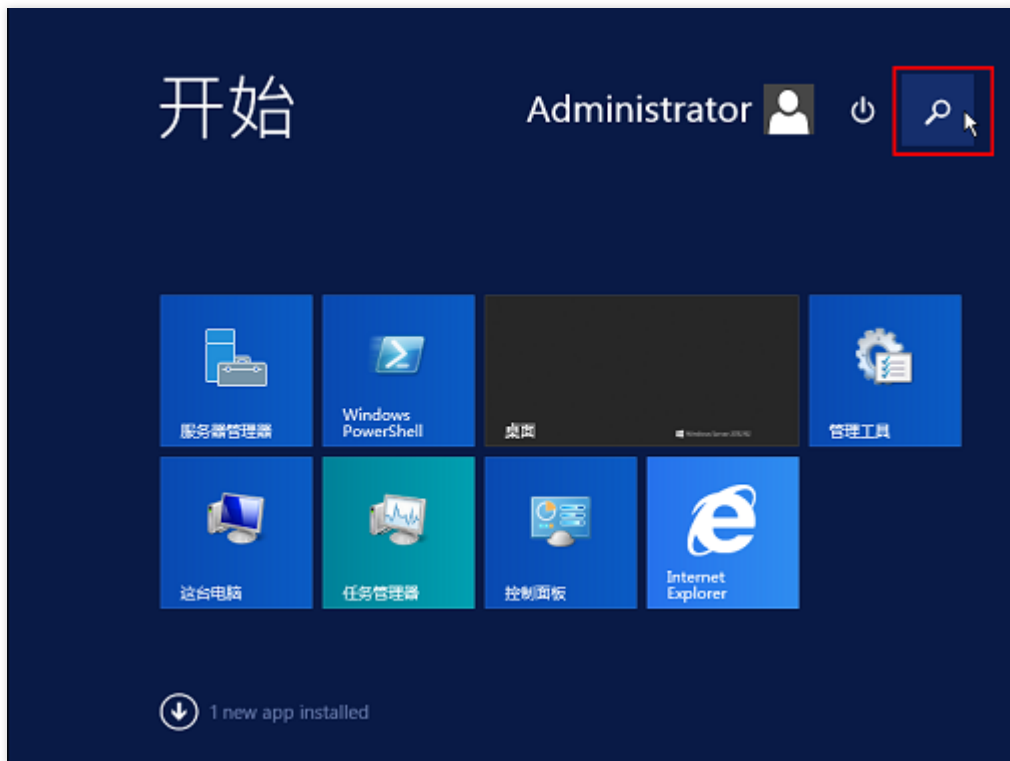 开始
Administrator
服务器管理器
Windows
PowerShell
桌面
管理工具
这台电脑
任务管理器
控制面板
Internet
Explorer
1 new app installed